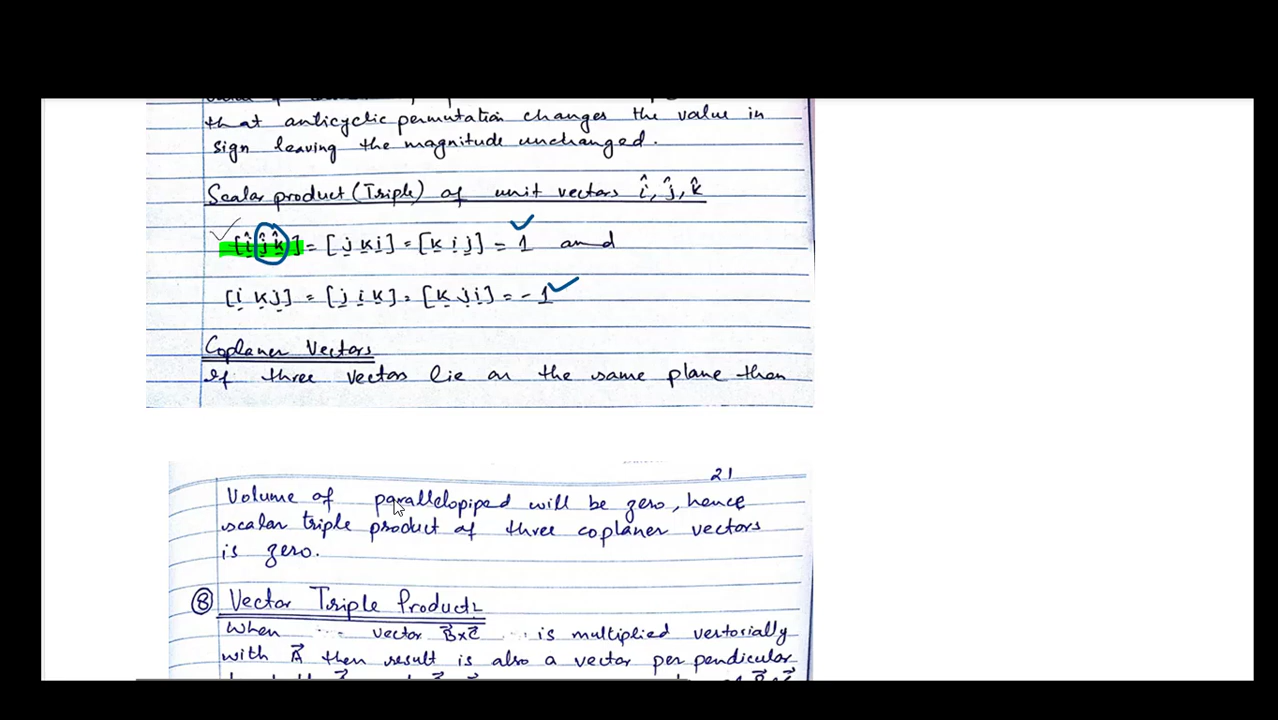 that anticyclic permutation changes the value in
sign leaving the magnitude unchanged.
Scalar product (Triple) of unit vectors î, ĵ, k̂
[î ĵ k̂] = [j k i] = [k i j] = 1 and
[i k j] = [j i k] = [k j i] = -1
Coplaner Vectors
If three vectors lie on the same plane then
21
Volume of parallelopiped will be zero, hence
scalar triple product of three coplaner vectors
is zero.
⑧ Vector Triple Product
When ... vector B⃗×C⃗ ... is multiplied vertorially
with A⃗ then result is also a vector perpendicular